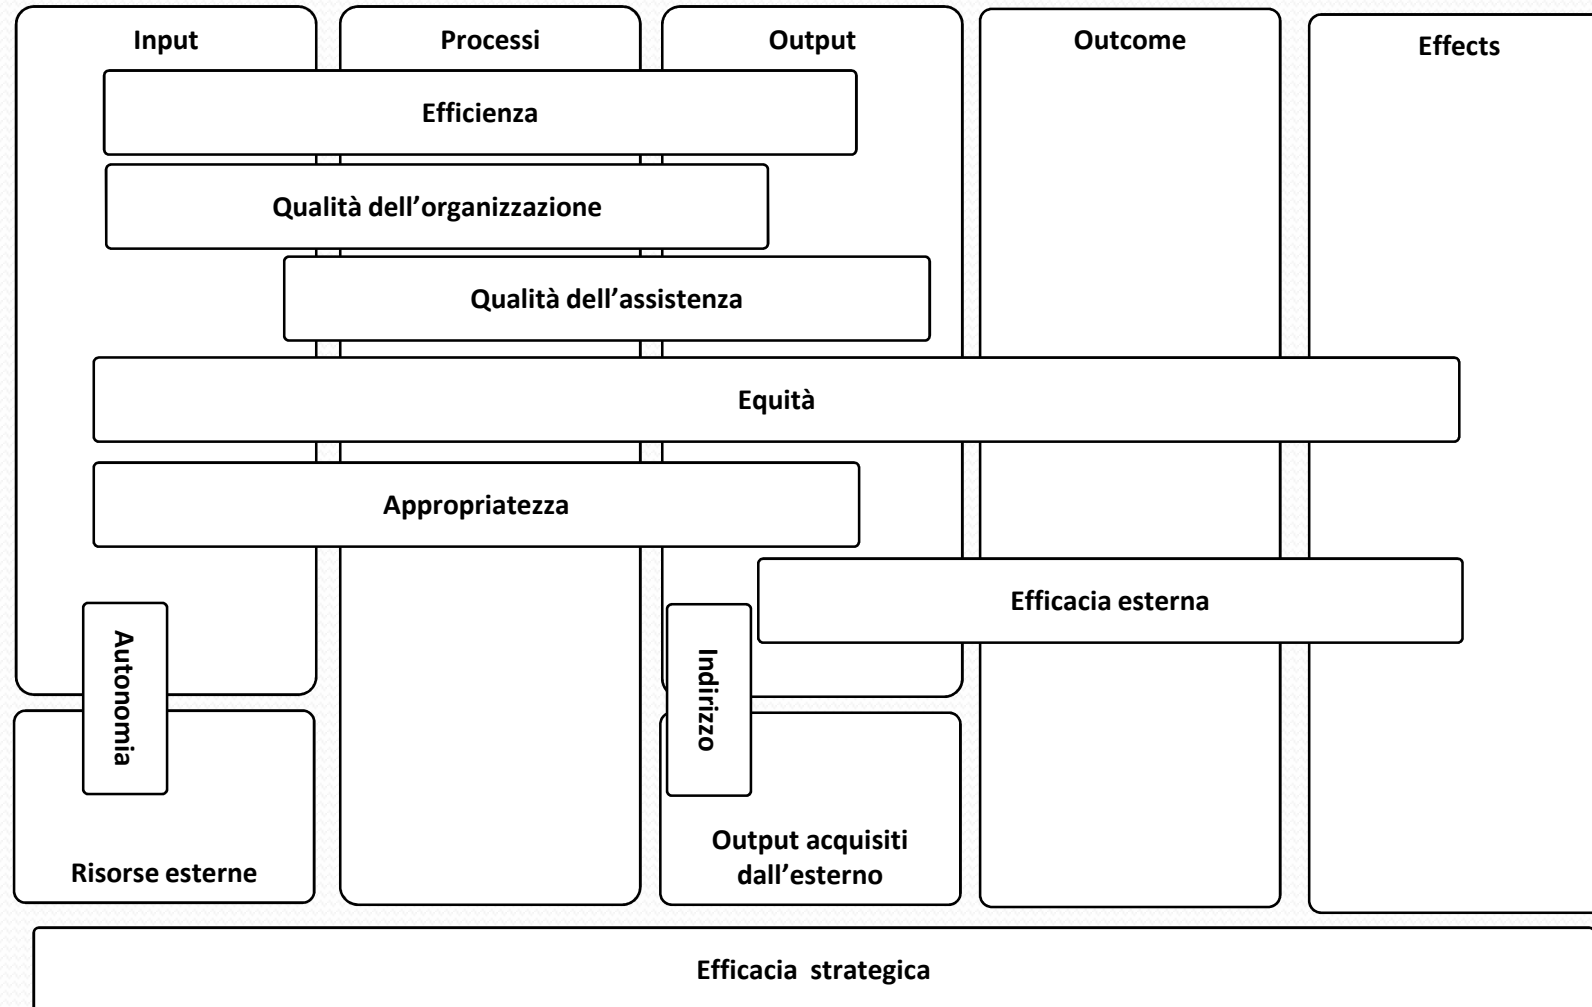 Input
Processi
Output
Outcome
Effects
Efficienza
Qualità dell’organizzazione
Qualità dell’assistenza
Equità
Appropriatezza
Efficacia esterna
Autonomia
Indirizzo
Risorse esterne
Output acquisiti
dall’esterno
Efficacia strategica